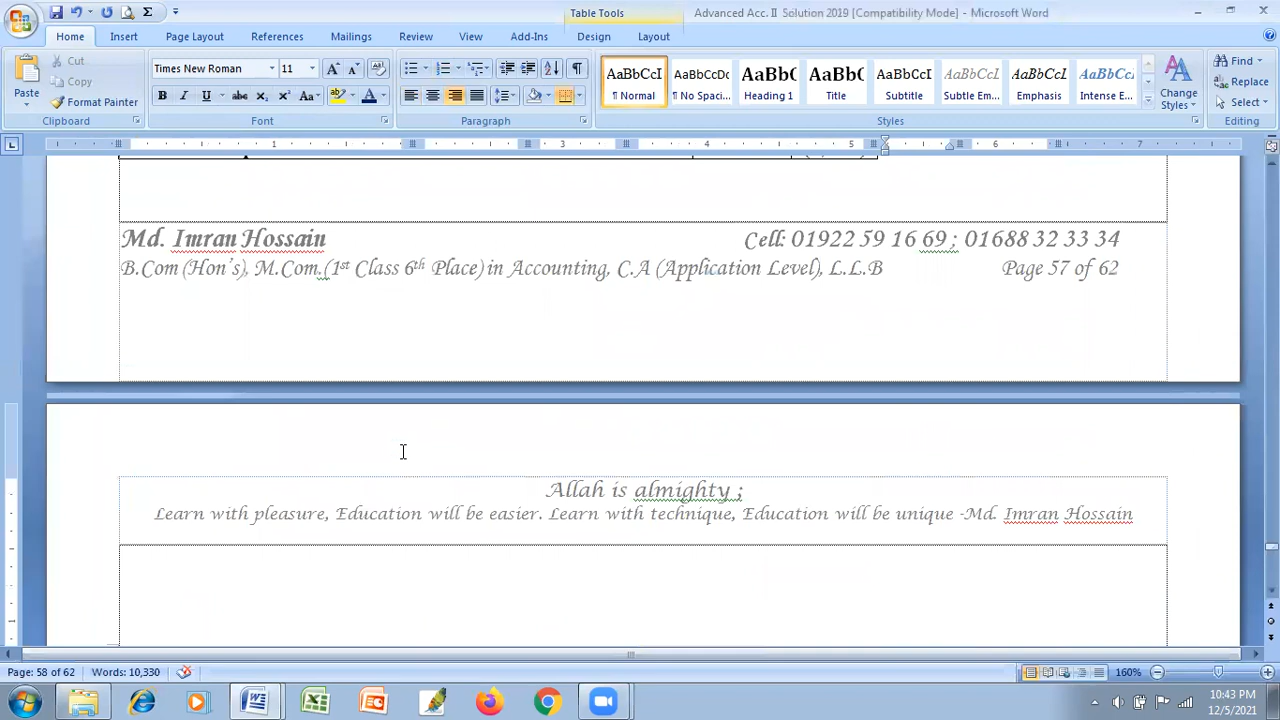 Table Tools
Advanced Acc. II Solution 2019 [Compatibility Mode] - Microsoft Word
Home Insert Page Layout References Mailings Review View Add-Ins Design Layout
Paste
Cut
Copy
Format Painter
Clipboard
Times New Roman 11
Font
Paragraph
AaBbCcI AaBbCcDc AaBbC AaBbC AaBbCcI AaBbCcI AaBbCcI AaBbCcI
¶ Normal ¶ No Spaci... Heading 1 Title Subtitle Subtle Em... Emphasis Intense E...
Change Styles
Styles
Find
Replace
Select
Editing
1 3 4 5 7
Md. Imran Hossain Cell: 01922 59 16 69 ; 01688 32 33 34
B.Com (Hon's), M.Com.(1st Class 6th Place) in Accounting, C.A (Application Level), L.L.B Page 57 of 62
Allah is almighty ;
Learn with pleasure, Education will be easier. Learn with technique, Education will be unique -Md. Imran Hossain
Page: 58 of 62 Words: 10,330 160%
10:43 PM
12/5/2021